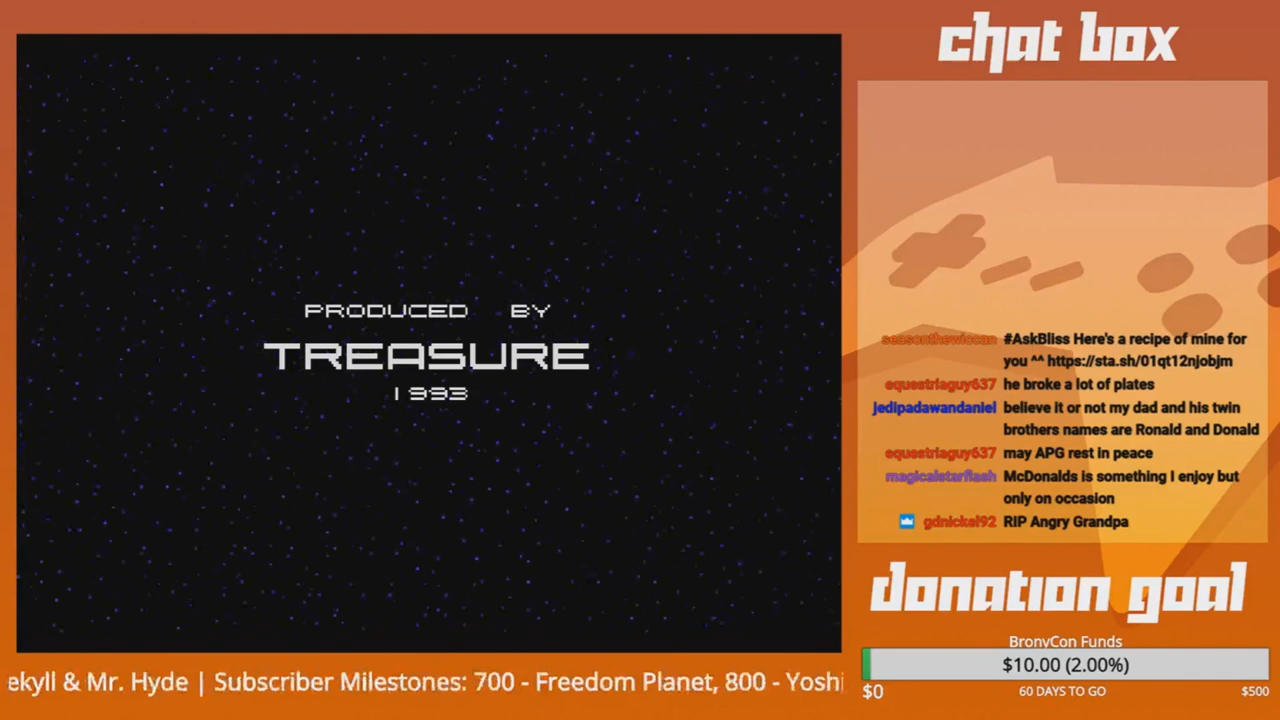 PRODUCED BY
TREASURE
1993
chat box
seasonthewiccan #AskBliss Here's a recipe of mine for
you ^^ https://sta.sh/01qt12njobjm
equestriaguy637 he broke a lot of plates
jedipadawandaniel believe it or not my dad and his twin
brothers names are Ronald and Donald
equestriaguy637 may APG rest in peace
magicalstarflash McDonalds is something I enjoy but
only on occasion
gdnickel92 RIP Angry Grandpa
donation goal
BronyCon Funds
$10.00 (2.00%)
$0 60 DAYS TO GO $500
ekyll & Mr. Hyde | Subscriber Milestones: 700 - Freedom Planet, 800 - Yoshi